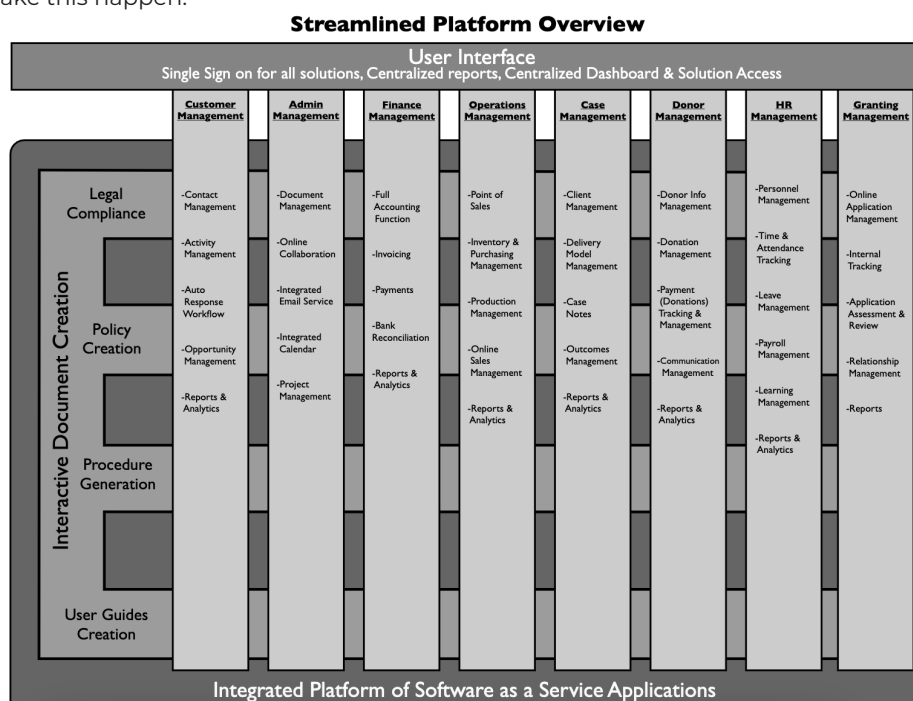 ake this happen.
Streamlined Platform Overview
User Interface
Single Sign on for all solutions, Centralized reports, Centralized Dashboard & Solution Access
Customer
Management
-Contact
Management
-Activity
Management
-Auto
Response
Workflow
-Opportunity
Management
-Reports &
Analytics
Admin
Management
-Document
Management
-Online
Collaboration
-Integrated
Email Service
-Integrated
Calendar
-Project
Management
Finance
Management
-Full
Accounting
Function
-Invoicing
-Payments
-Bank
Reconciliation
-Reports &
Analytics
Operations
Management
-Point of
Sales
-Inventory &
Purchasing
Management
-Production
Management
-Online
Sales
Management
-Reports &
Analytics
Case
Management
-Client
Management
-Delivery
Model
Management
-Case
Notes
-Outcomes
Management
-Reports &
Analytics
Donor
Management
-Donor Info
Management
-Donation
Management
-Payment
(Donations)
Tracking &
Management
-Communication
Management
-Reports &
Analytics
HR
Management
-Personnel
Management
-Time &
Attendance
Tracking
-Leave
Management
-Payroll
Management
-Learning
Management
-Reports &
Analytics
Granting
Management
-Online
Application
Management
-Internal
Tracking
-Application
Assessment &
Review
-Relationship
Management
-Reports
Interactive Document Creation
Legal
Compliance
Policy
Creation
Procedure
Generation
User Guides
Creation
Integrated Platform of Software as a Service Applications